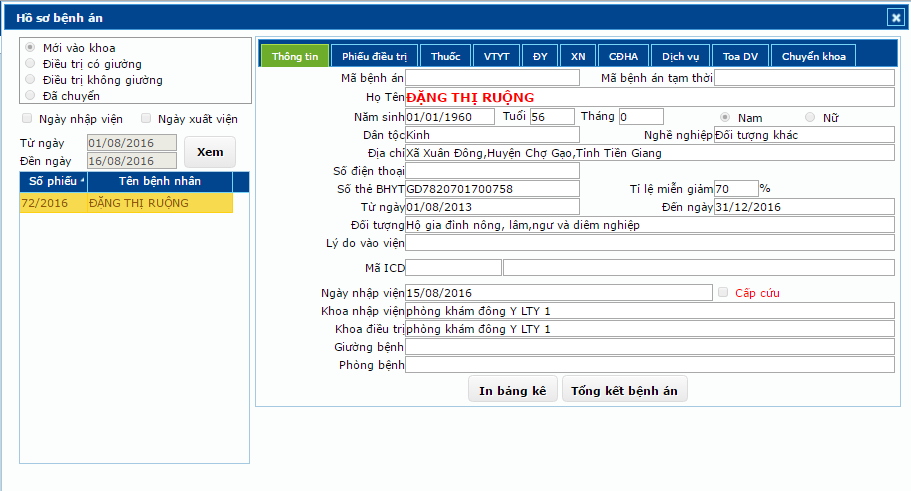 Hồ sơ bệnh án
Mới vào khoa
Điều trị có giường
Điều trị không giường
Đã chuyển
Ngày nhập viện Ngày xuất viện
Từ ngày 01/08/2016
Đến ngày 16/08/2016
Xem
Số phiếu Tên bệnh nhân
72/2016 ĐẶNG THỊ RUỘNG
Thông tin Phiếu điều trị Thuốc VTYT ĐY XN CĐHA Dịch vụ Toa DV Chuyển khoa
Mã bệnh án Mã bệnh án tạm thời
Họ Tên ĐẶNG THỊ RUỘNG
Năm sinh 01/01/1960 Tuổi 56 Tháng 0 Nam Nữ
Dân tộc Kinh Nghề nghiệp Đối tượng khác
Địa chỉ Xã Xuân Đông,Huyện Chợ Gạo,Tỉnh Tiền Giang
Số điện thoại
Số thẻ BHYT GD7820701700758 Tỉ lệ miễn giảm 70 %
Từ ngày 01/08/2013 Đến ngày 31/12/2016
Đối tượng Hộ gia đình nông, lâm,ngư và diêm nghiệp
Lý do vào viện
Mã ICD
Ngày nhập viện 15/08/2016 Cấp cứu
Khoa nhập viện phòng khám đông Y LTY 1
Khoa điều trị phòng khám đông Y LTY 1
Giường bệnh
Phòng bệnh
In bảng kê Tổng kết bệnh án